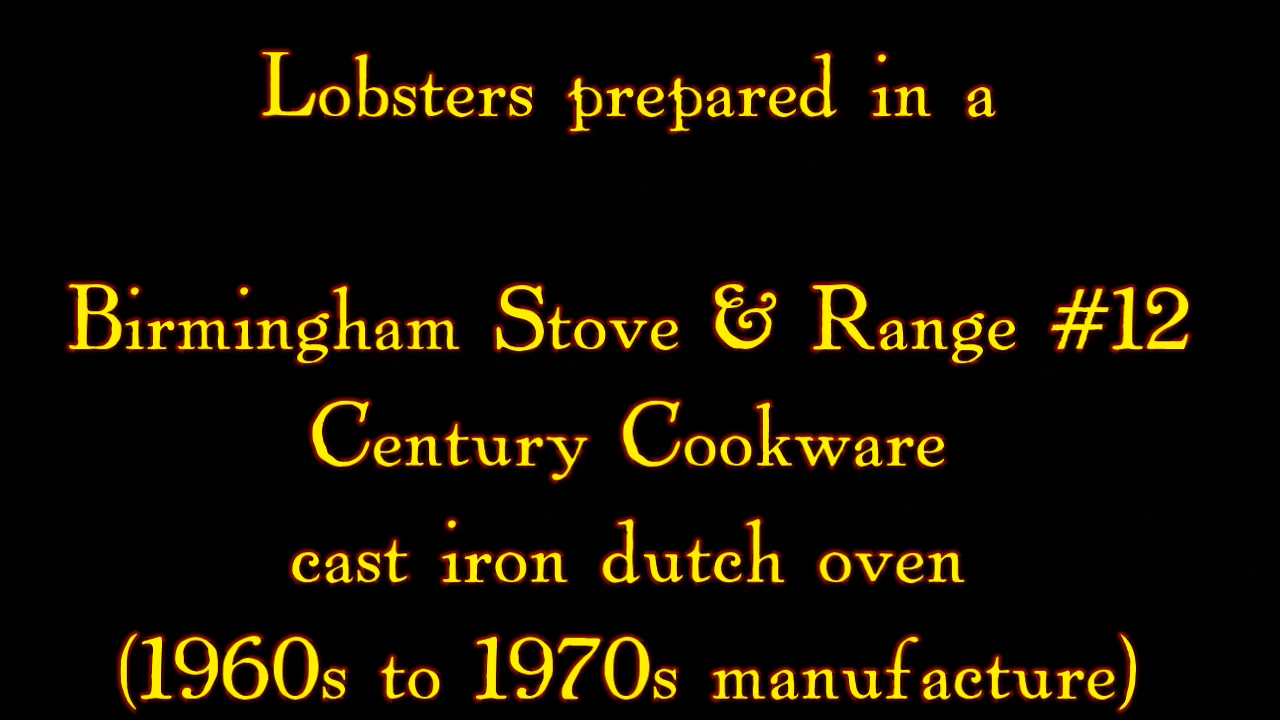 Lobsters prepared in a
Birmingham Stove & Range #12
Century Cookware
cast iron dutch oven
(1960s to 1970s manufacture)